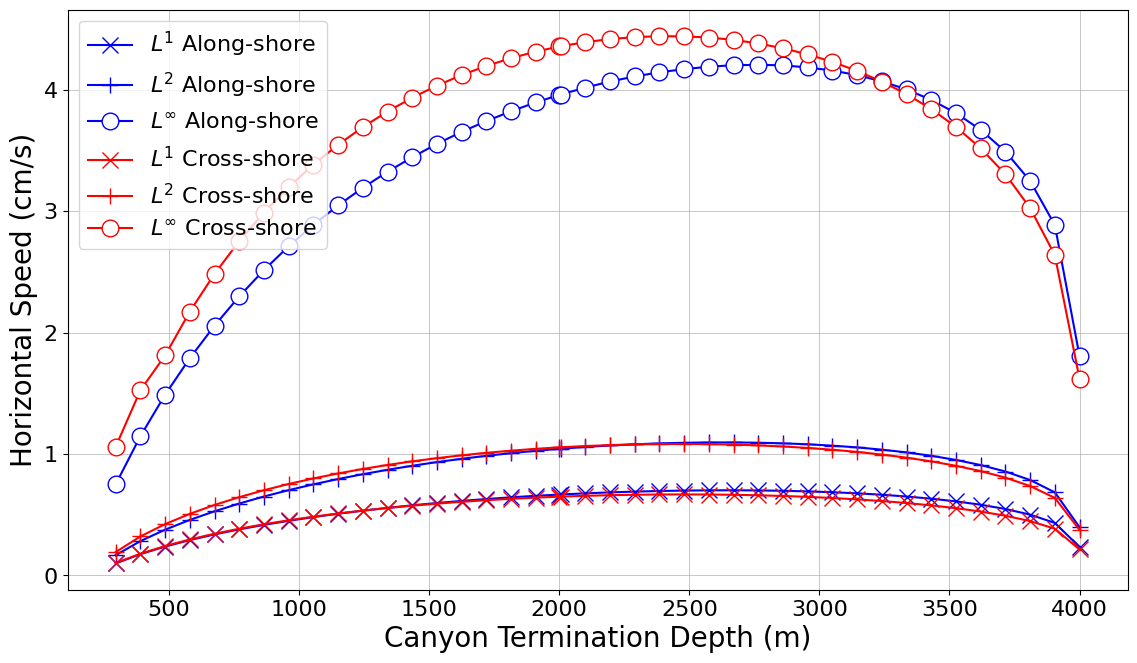 L¹ Along-shore
L² Along-shore
L∞ Along-shore
L¹ Cross-shore
L² Cross-shore
L∞ Cross-shore
Horizontal Speed (cm/s)
4
3
2
1
0
500 1000 1500 2000 2500 3000 3500 4000
Canyon Termination Depth (m)